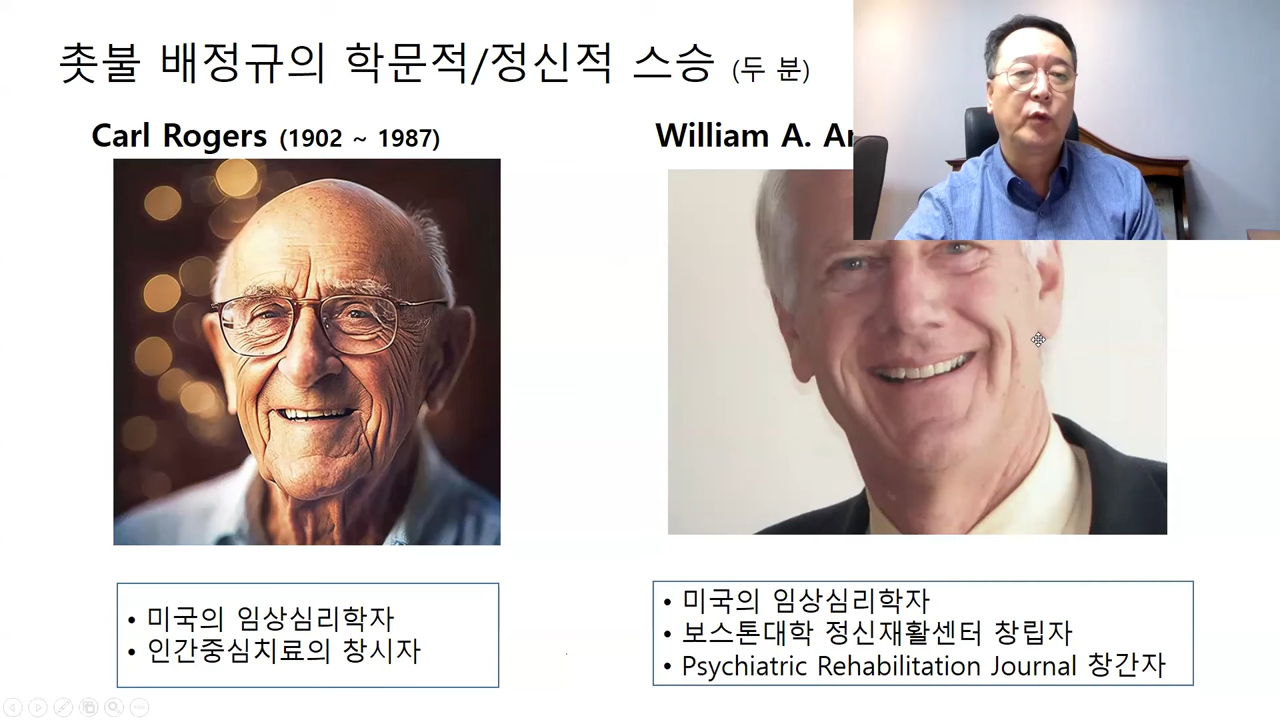 촛불 배정규의 학문적/정신적 스승 (두 분)
Carl Rogers (1902 ~ 1987)
William A.
• 미국의 임상심리학자
• 인간중심치료의 창시자
• 미국의 임상심리학자
• 보스톤대학 정신재활센터 창립자
• Psychiatric Rehabilitation Journal 창간자